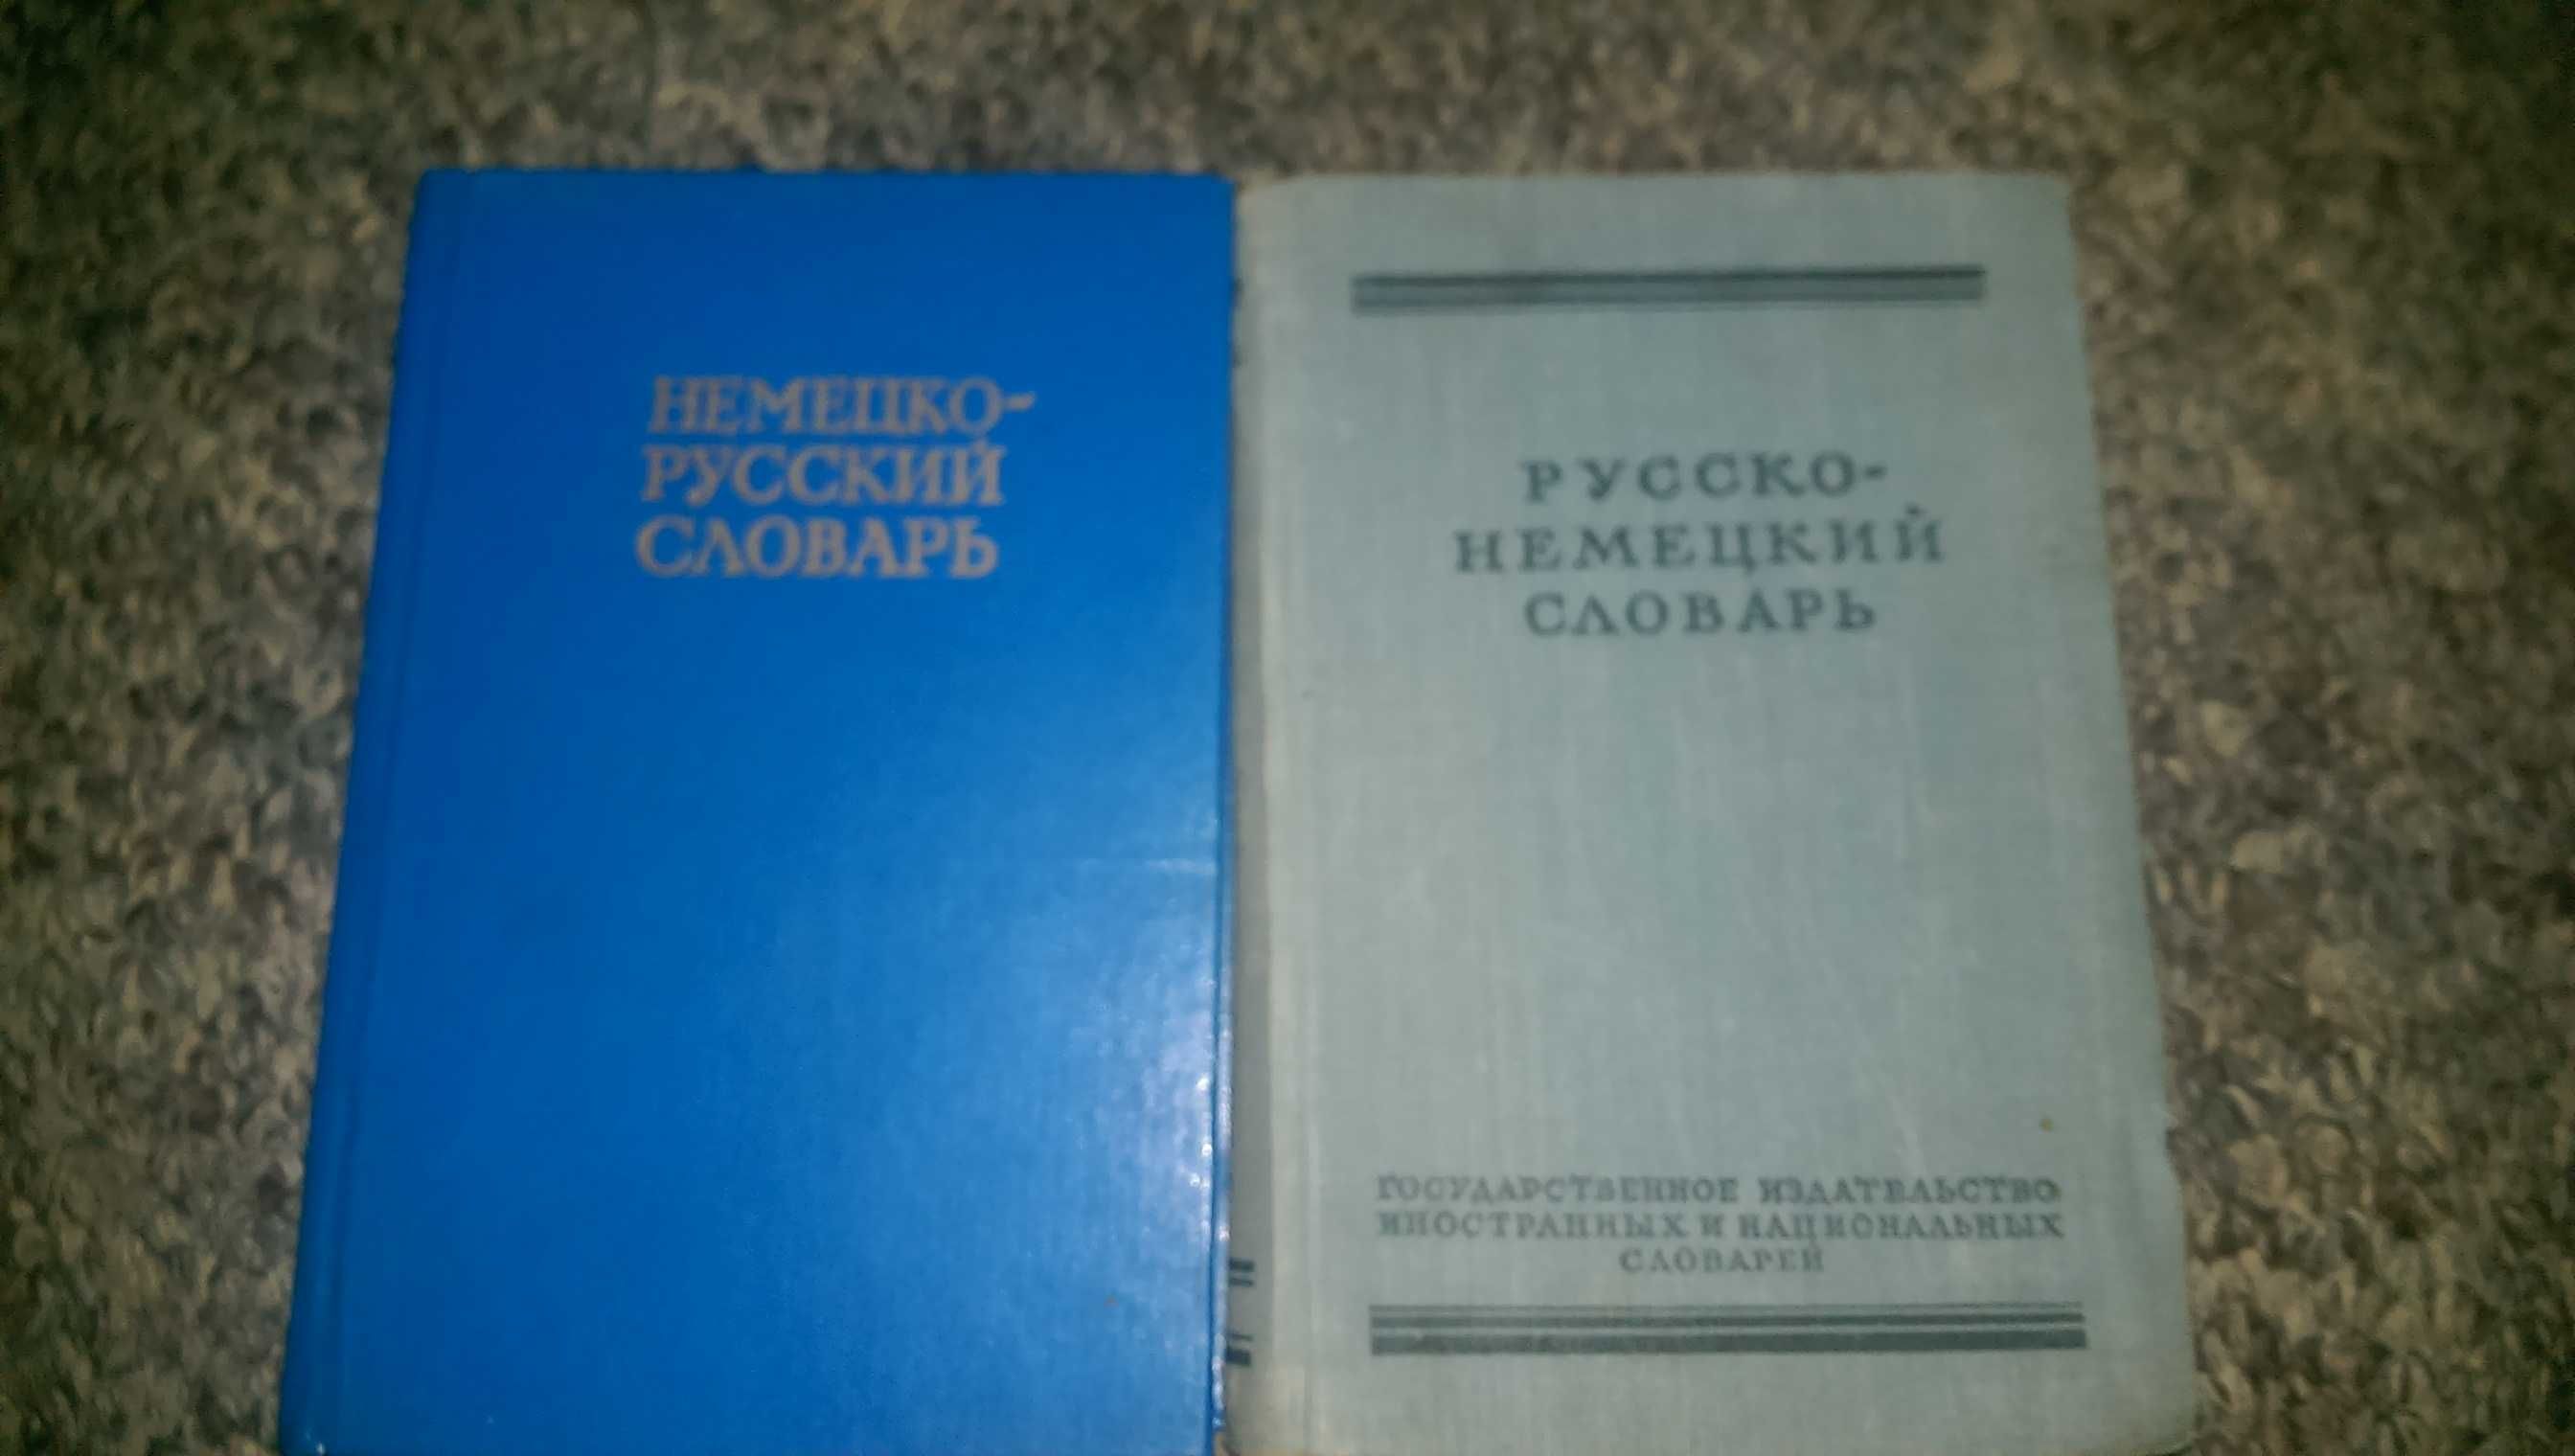 НЕМЕЦКО-
РУССКИЙ
СЛОВАРЬ
РУССКО-
НЕМЕЦКИЙ
СЛОВАРЬ
ГОСУДАРСТВЕННОЕ ИЗДАТЕЛЬСТВО
ИНОСТРАННЫХ И НАЦИОНАЛЬНЫХ
СЛОВАРЕЙ